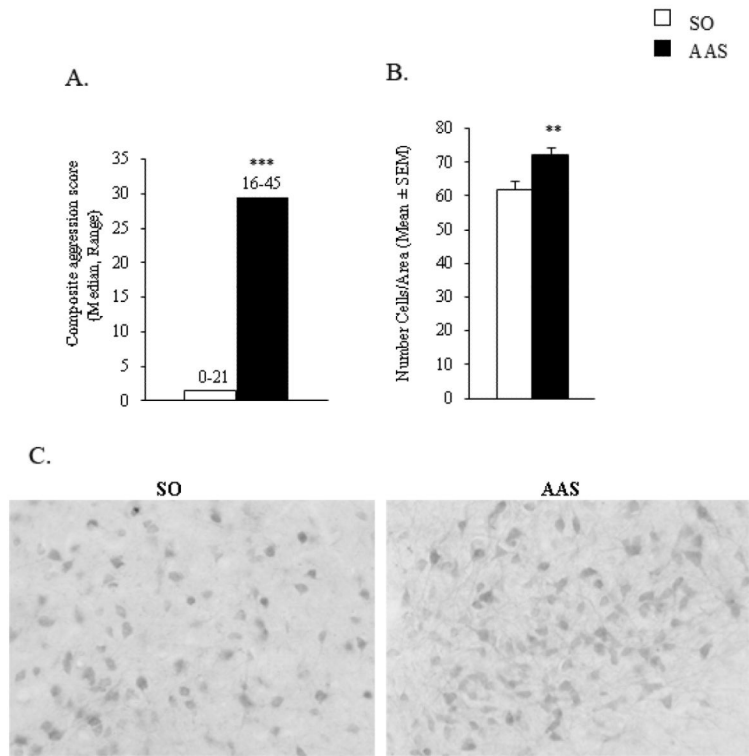 SO
AAS
A.
Composite aggression score
(Median, Range)
35
30
25
20
15
10
5
0
***
16-45
0-21
B.
Number Cells/Area (Mean ± SEM)
80
70
60
50
40
30
20
10
0
**
C.
SO
AAS